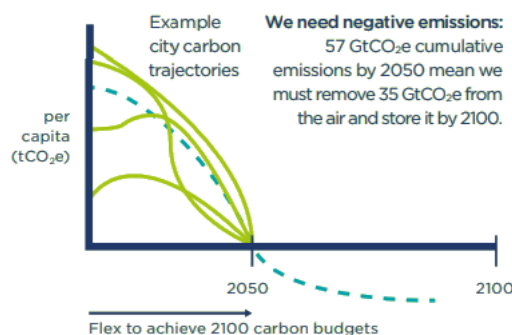 Example
city carbon
trajectories
We need negative emissions:
57 GtCO₂e cumulative
emissions by 2050 mean we
must remove 35 GtCO₂e from
the air and store it by 2100.
per
capita
(tCO₂e)
2050
2100
Flex to achieve 2100 carbon budgets